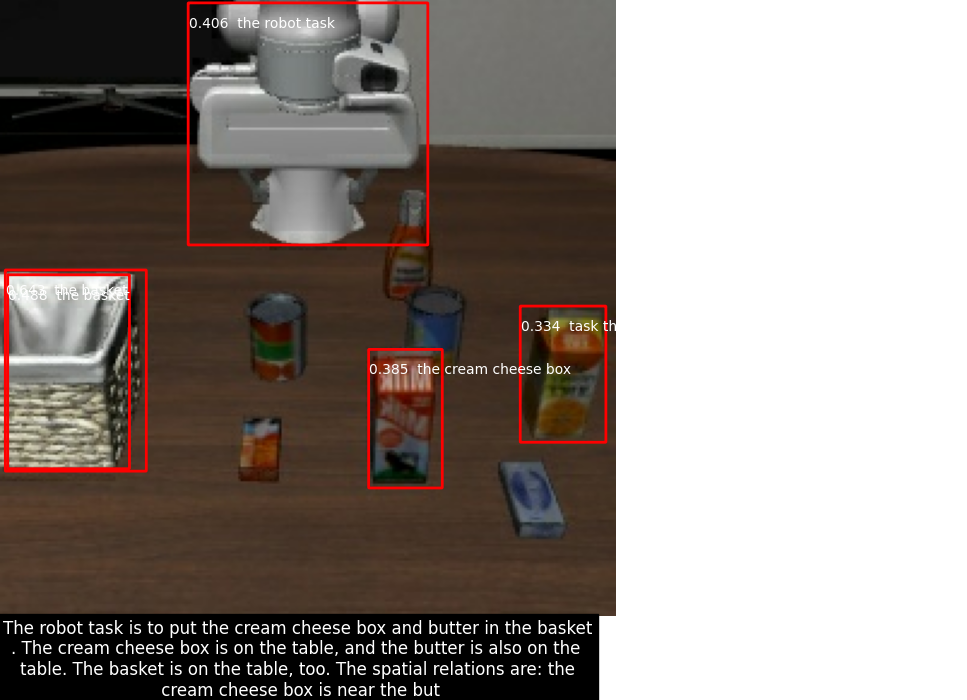 0.406 the robot task
the basket
0.488 the basket
0.334 task th
0.385 the cream cheese box
Milk
The robot task is to put the cream cheese box and butter in the basket
. The cream cheese box is on the table, and the butter is also on the
table. The basket is on the table, too. The spatial relations are: the
cream cheese box is near the but